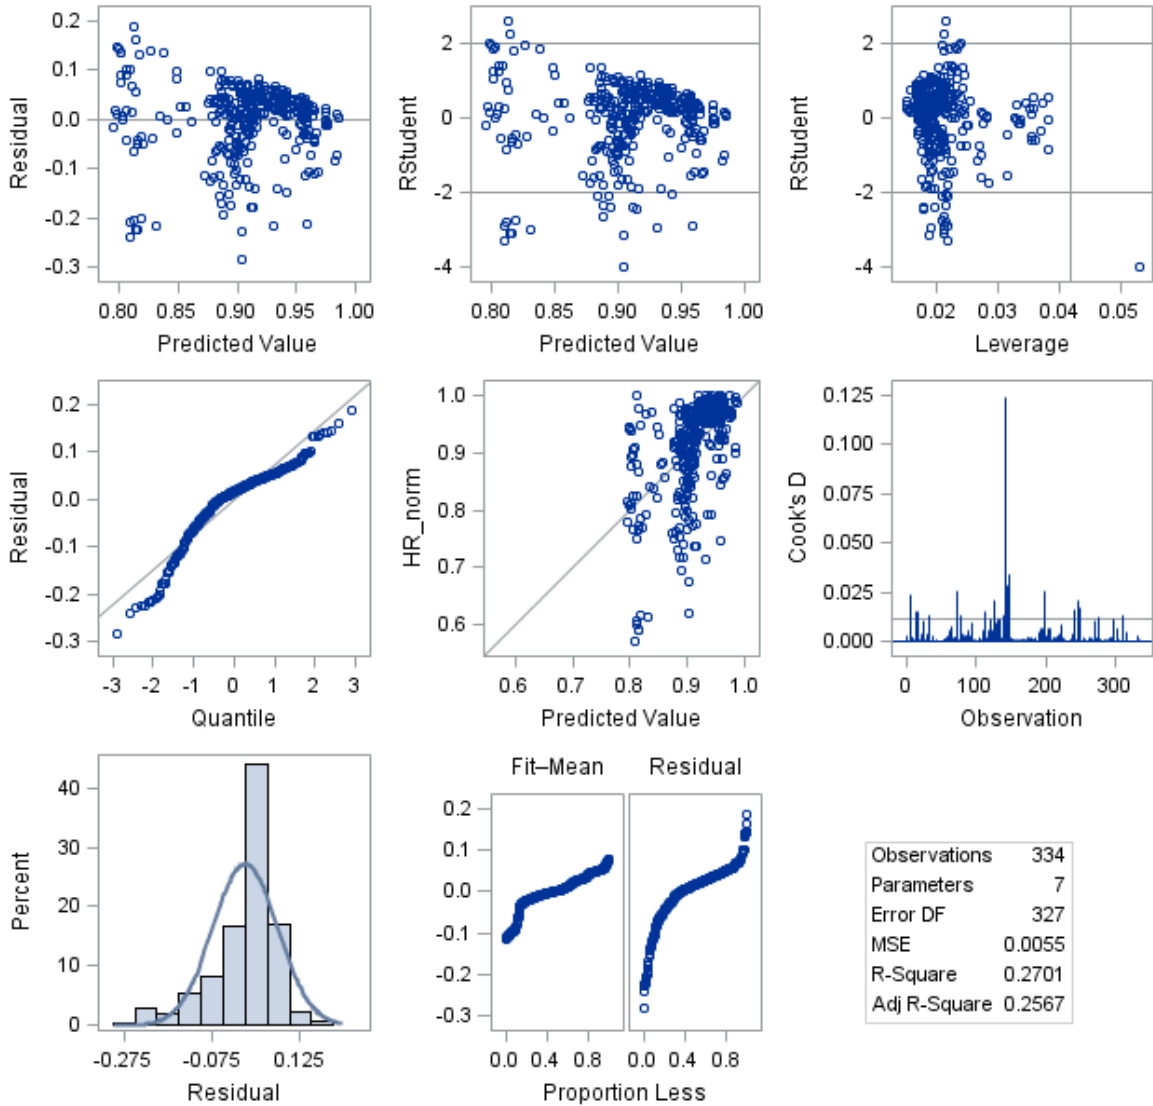 Residual
0.2
0.1
0.0
-0.1
-0.2
-0.3
0.80 0.85 0.90 0.95 1.00
Predicted Value
RStudent
2
0
-2
-4
0.80 0.85 0.90 0.95 1.00
Predicted Value
RStudent
2
0
-2
-4
0.02 0.03 0.04 0.05
Leverage
Residual
0.2
0.1
0.0
-0.1
-0.2
-0.3
-3 -2 -1 0 1 2 3
Quantile
HR_norm
1.0
0.9
0.8
0.7
0.6
0.6 0.7 0.8 0.9 1.0
Predicted Value
Cook's D
0.125
0.100
0.075
0.050
0.025
0.000
0 100 200 300
Observation
Percent
40
30
20
10
0
-0.275 -0.075 0.125
Residual
Fit–Mean Residual
0.2
0.1
0.0
-0.1
-0.2
-0.3
0.0 0.4 0.8 0.0 0.4 0.8
Proportion Less
Observations 334
Parameters 7
Error DF 327
MSE 0.0055
R-Square 0.2701
Adj R-Square 0.2567